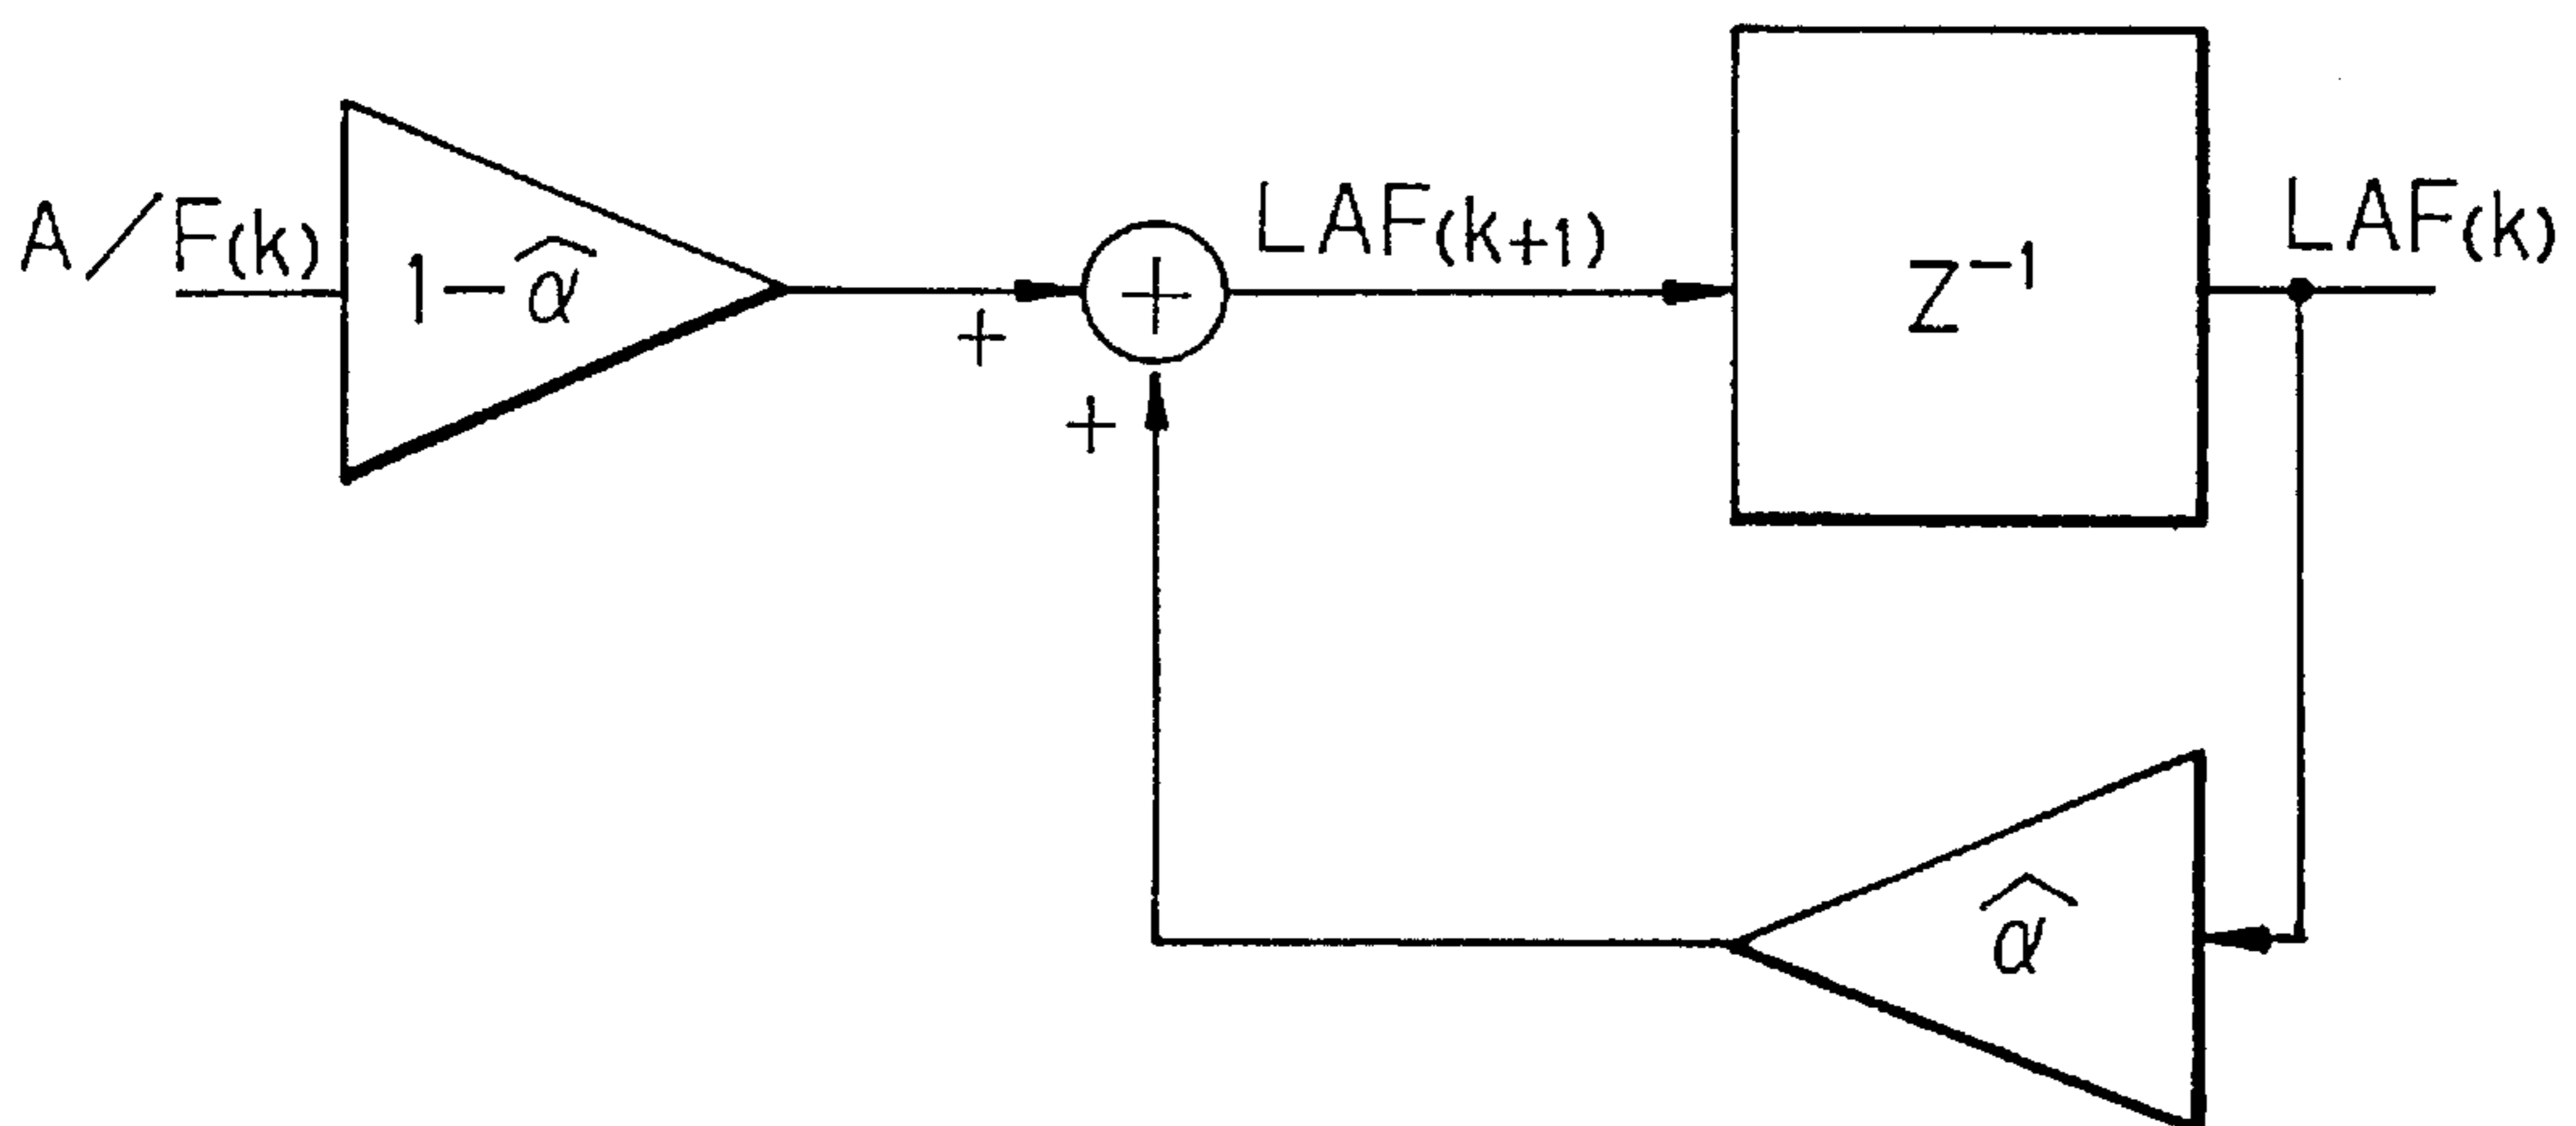 A/F(k)
1-α̂
+
+
+
LAF(k+1)
Z⁻¹
LAF(k)
α̂